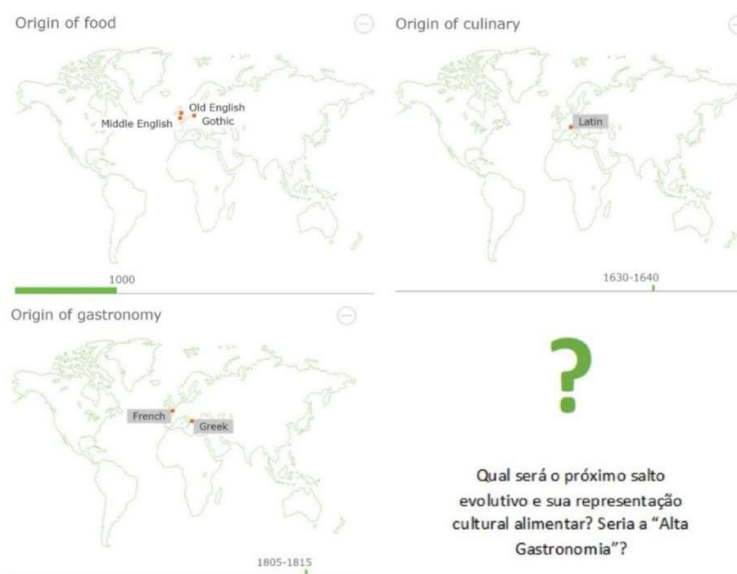 Origin of food
Old English
Middle English
Gothic
1000
Origin of culinary
Latin
1630-1640
Origin of gastronomy
French
Greek
1805-1815
?
Qual será o próximo salto
evolutivo e sua representação
cultural alimentar? Seria a “Alta
Gastronomia”?